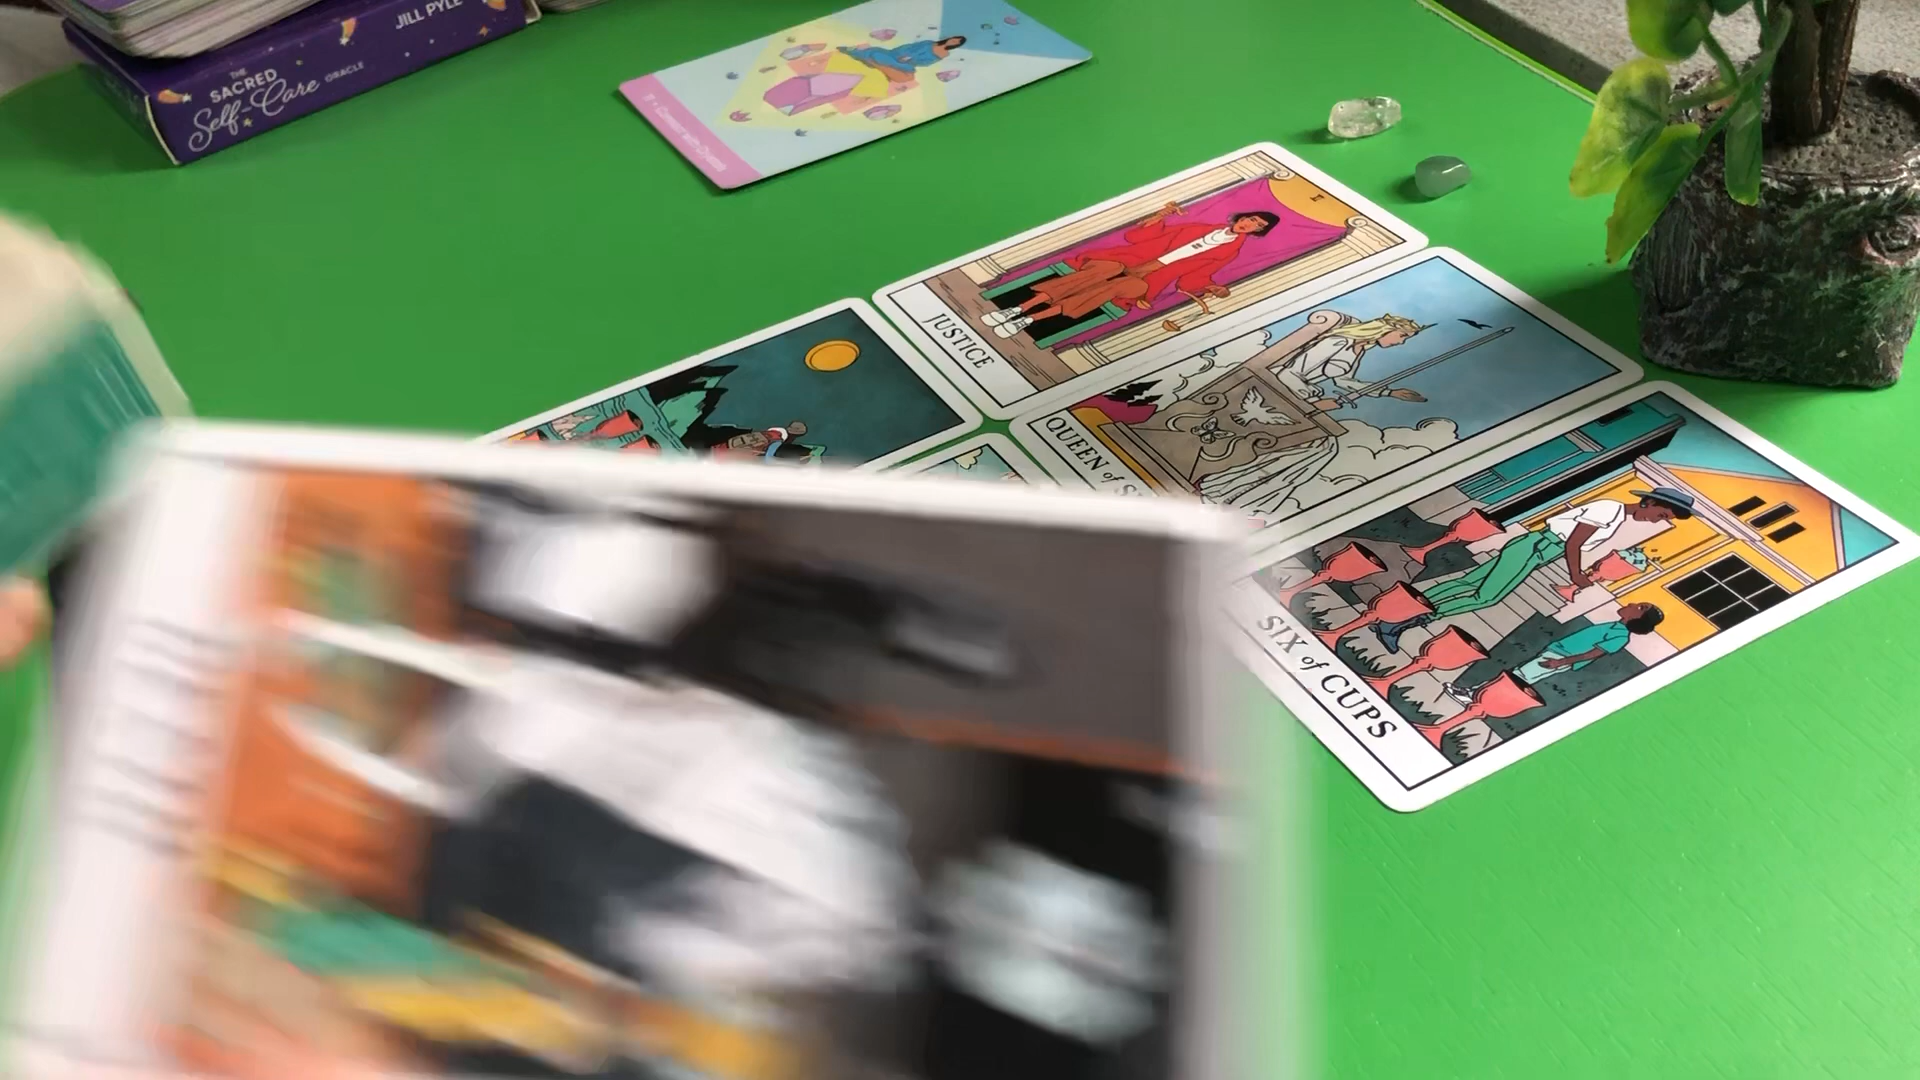 JILL PYLE
THE
SACRED
Self-Care ORACLE
JUSTICE
QUEEN of
SIX of CUPS